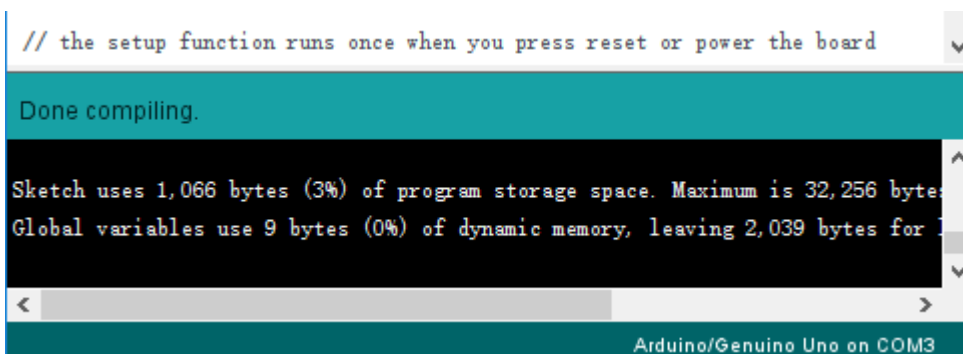 // the setup function runs once when you press reset or power the board
Done compiling.
Sketch uses 1,066 bytes (3%) of program storage space. Maximum is 32,256 bytes
Global variables use 9 bytes (0%) of dynamic memory, leaving 2,039 bytes for
Arduino/Genuino Uno on COM3